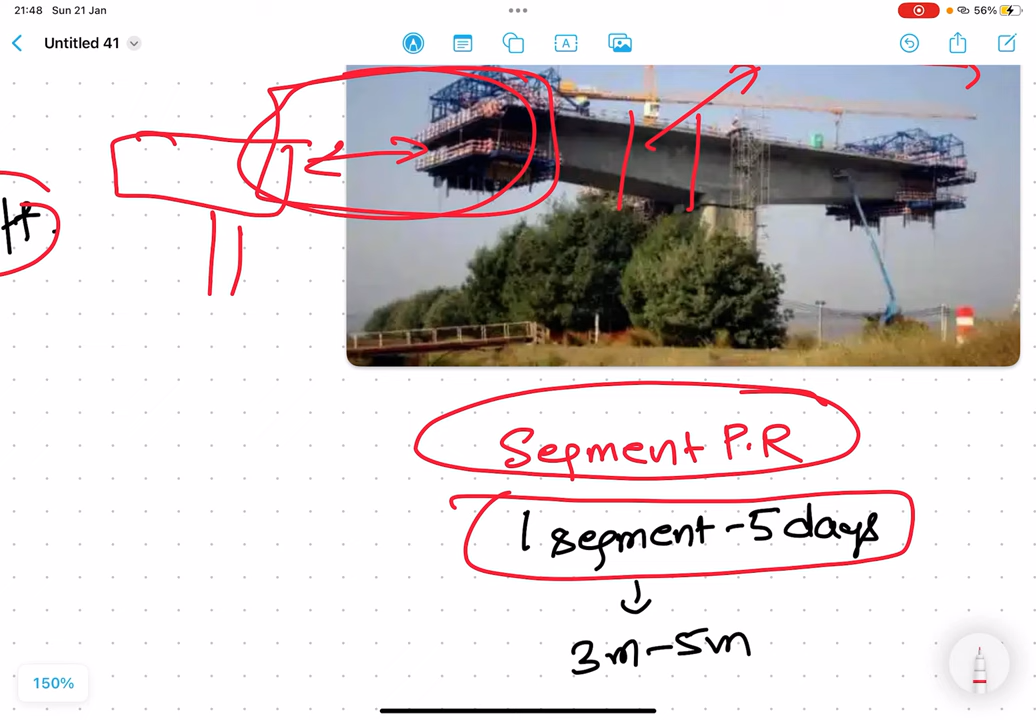 21:48 Sun 21 Jan
56%
Untitled 41
A
Segment P.R
1 segment - 5 days
3m - 5m
150%